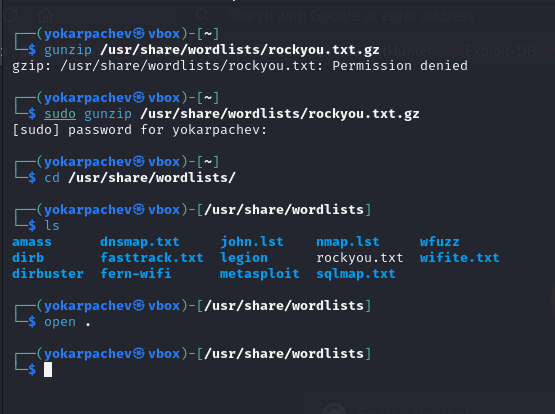 Search with Google or enter address
┌──(yokarpachev㉿vbox)-[~]
└─$ gunzip /usr/share/wordlists/rockyou.txt.gz
gzip: /usr/share/wordlists/rockyou.txt: Permission denied
┌──(yokarpachev㉿vbox)-[~]
└─$ sudo gunzip /usr/share/wordlists/rockyou.txt.gz
[sudo] password for yokarpachev:
┌──(yokarpachev㉿vbox)-[~]
└─$ cd /usr/share/wordlists/
┌──(yokarpachev㉿vbox)-[/usr/share/wordlists]
└─$ ls
amass dnsmap.txt john.lst nmap.lst wfuzz
dirb fasttrack.txt legion rockyou.txt wifite.txt
dirbuster fern-wifi metasploit sqlmap.txt
┌──(yokarpachev㉿vbox)-[/usr/share/wordlists]
└─$ open .
┌──(yokarpachev㉿vbox)-[/usr/share/wordlists]
└─$